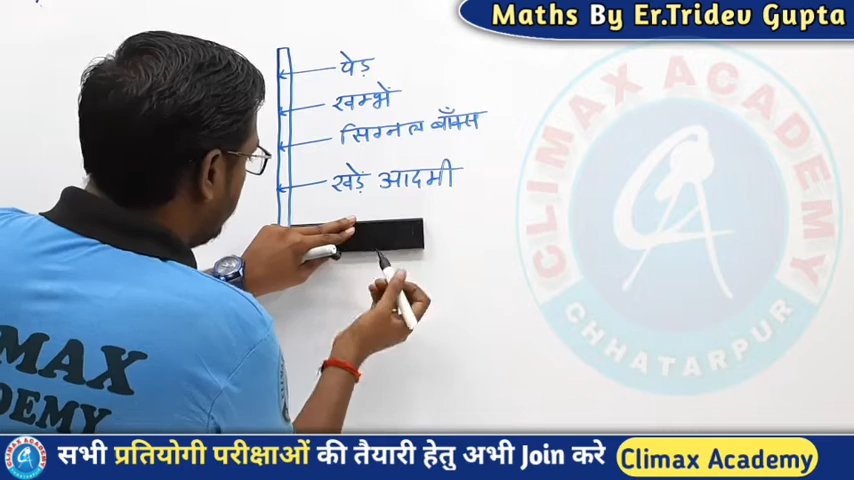 Maths By Er.Tridev Gupta
पेड़
खम्भें
सिग्नल बॉक्स
खड़े आदमी
CLIMAX ACADEMY
CHHATARPUR
MAX
DEMY
सभी प्रतियोगी परीक्षाओं की तैयारी हेतु अभी Join करे
Climax Academy